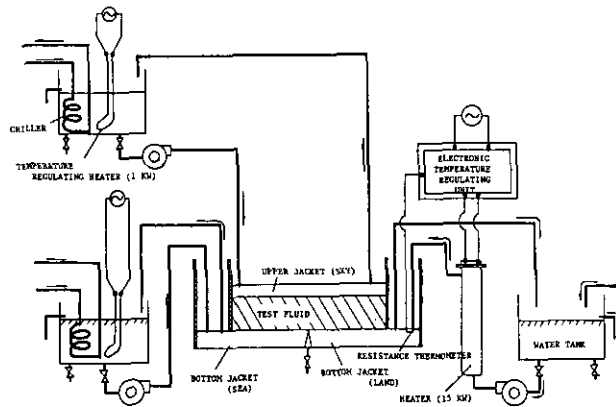 CHILLER
TEMPERATURE
REGULATING HEATER (1 KW)
ELECTRONIC
TEMPERATURE
REGULATING
UNIT
UPPER JACKET (SKY)
TEST FLUID
RESISTANCE THERMOMETER
WATER TANK
BOTTOM JACKET
(SEA)
BOTTOM JACKET
(LAND)
HEATER (15 KW)